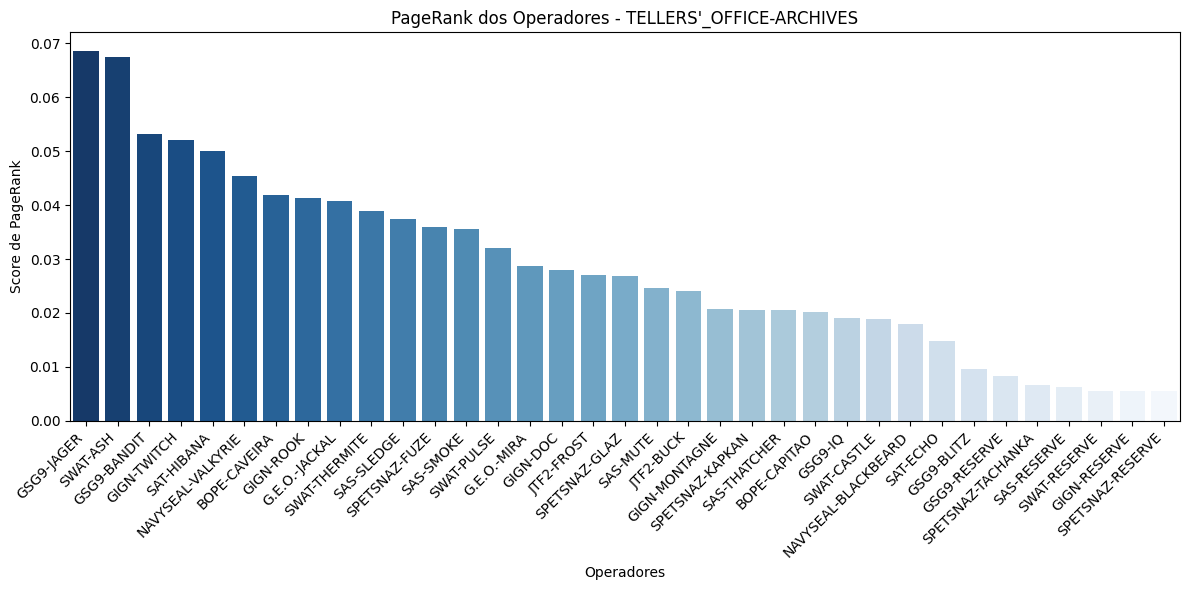 PageRank dos Operadores - TELLERS'_OFFICE-ARCHIVES
Score de PageRank
0.07
0.06
0.05
0.04
0.03
0.02
0.01
0.00
GSG9-JAGER
SWAT-ASH
GSG9-BANDIT
GIGN-TWITCH
SAT-HIBANA
NAVYSEAL-VALKYRIE
BOPE-CAVEIRA
GIGN-ROOK
G.E.O.-JACKAL
SWAT-THERMITE
SAS-SLEDGE
SPETSNAZ-FUZE
SAS-SMOKE
SWAT-PULSE
G.E.O.-MIRA
GIGN-DOC
JTF2-FROST
SPETSNAZ-GLAZ
SAS-MUTE
JTF2-BUCK
GIGN-MONTAGNE
SPETSNAZ-KAPKAN
SAS-THATCHER
BOPE-CAPITAO
GSG9-IQ
SWAT-CASTLE
NAVYSEAL-BLACKBEARD
SAT-ECHO
GSG9-BLITZ
GSG9-RESERVE
SPETSNAZ-TACHANKA
SAS-RESERVE
SWAT-RESERVE
GIGN-RESERVE
SPETSNAZ-RESERVE
Operadores